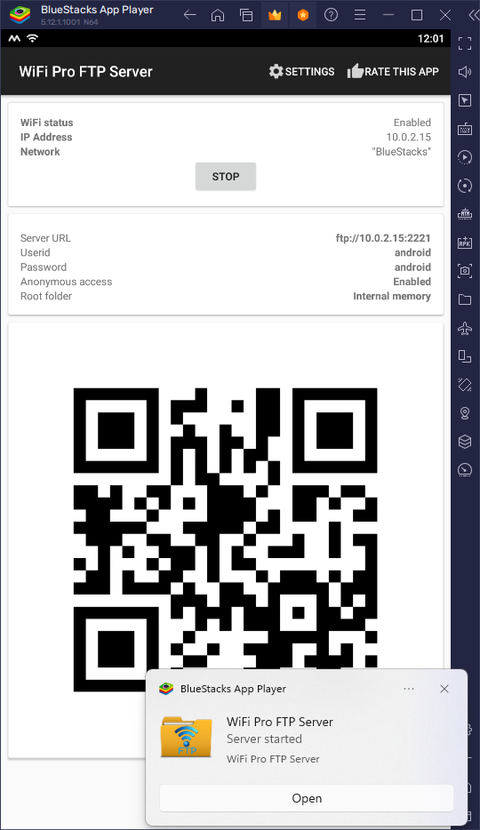 BlueStacks App Player
5.12.1.1001 N64
12:01
WiFi Pro FTP Server
SETTINGS
RATE THIS APP
WiFi status Enabled
IP Address 10.0.2.15
Network "BlueStacks"
STOP
Server URL ftp://10.0.2.15:2221
Userid android
Password android
Anonymous access Enabled
Root folder Internal memory
BlueStacks App Player
FTP
WiFi Pro FTP Server
Server started
WiFi Pro FTP Server
Open